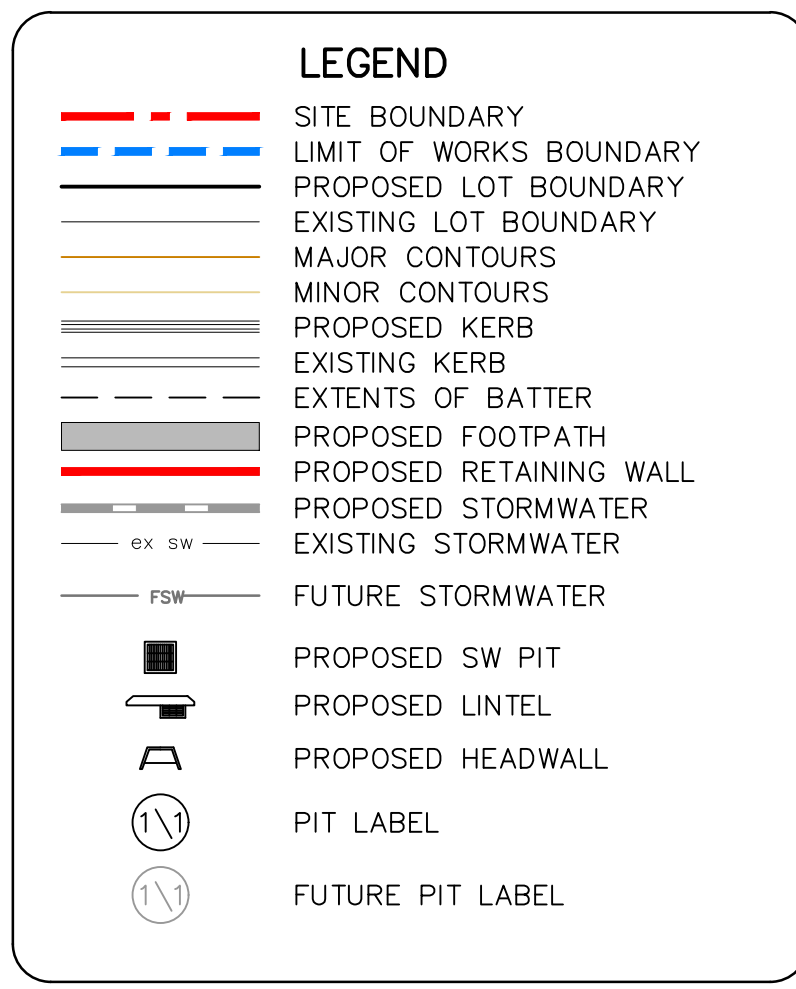 LEGEND
SITE BOUNDARY
LIMIT OF WORKS BOUNDARY
PROPOSED LOT BOUNDARY
EXISTING LOT BOUNDARY
MAJOR CONTOURS
MINOR CONTOURS
PROPOSED KERB
EXISTING KERB
EXTENTS OF BATTER
PROPOSED FOOTPATH
PROPOSED RETAINING WALL
PROPOSED STORMWATER
ex sw EXISTING STORMWATER
FSW FUTURE STORMWATER
PROPOSED SW PIT
PROPOSED LINTEL
PROPOSED HEADWALL
1\1 PIT LABEL
1\1 FUTURE PIT LABEL